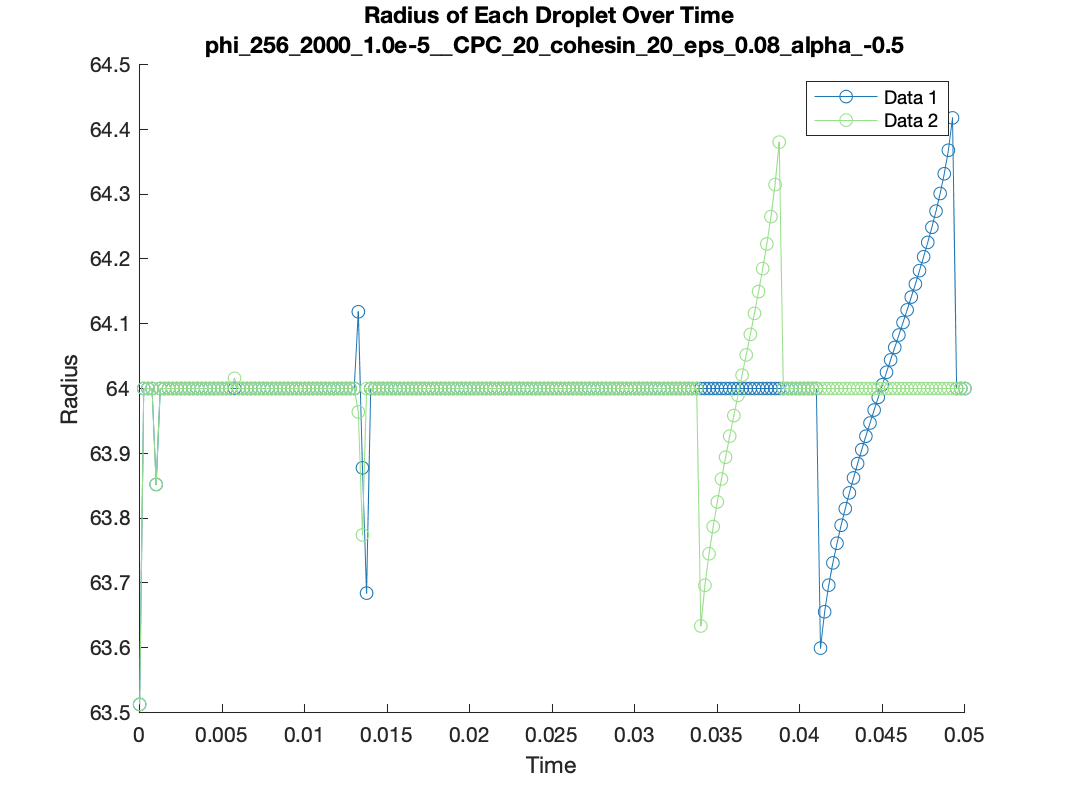 Radius of Each Droplet Over Time
phi_256_2000_1.0e-5__CPC_20_cohesin_20_eps_0.08_alpha_-0.5
64.5
64.4
64.3
64.2
64.1
64
63.9
63.8
63.7
63.6
63.5
Radius
Data 1
Data 2
0 0.005 0.01 0.015 0.02 0.025 0.03 0.035 0.04 0.045 0.05
Time